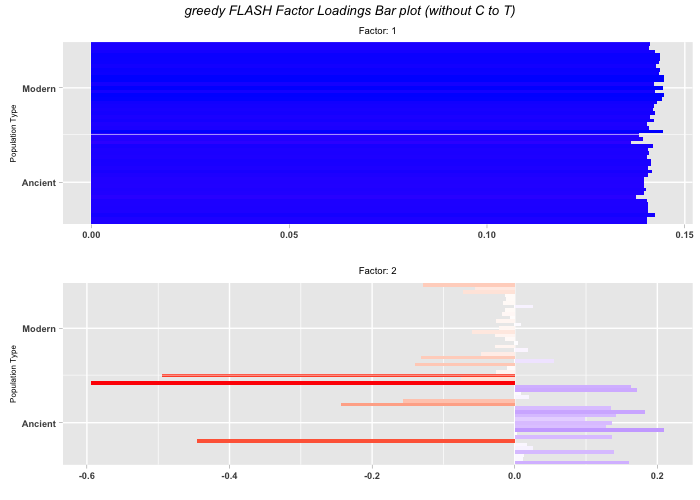 greedy FLASH Factor Loadings Bar plot (without C to T)
Factor: 1
Population Type
Modern
Ancient
0.00 0.05 0.10 0.15
Factor: 2
Population Type
Modern
Ancient
-0.6 -0.4 -0.2 0.0 0.2